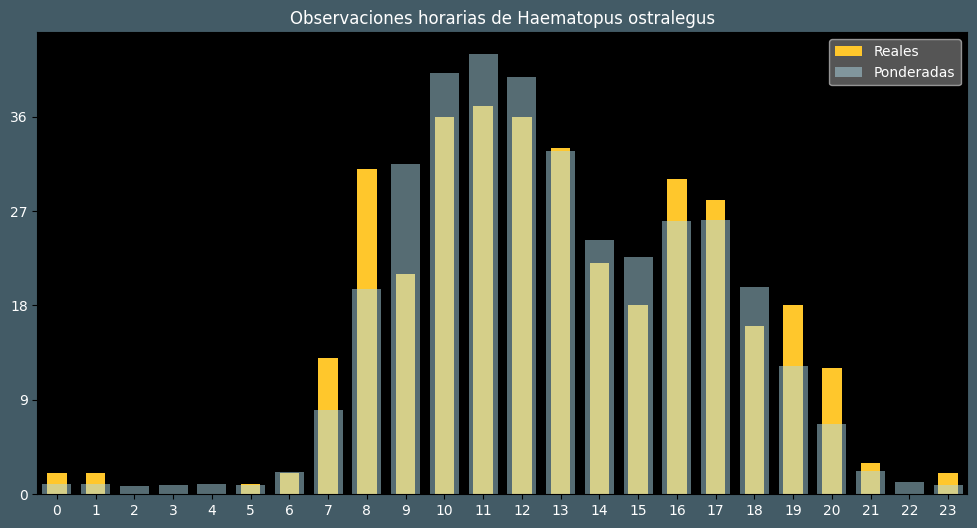 Observaciones horarias de Haematopus ostralegus
Reales
Ponderadas
36
27
18
9
0
0 1 2 3 4 5 6 7 8 9 10 11 12 13 14 15 16 17 18 19 20 21 22 23